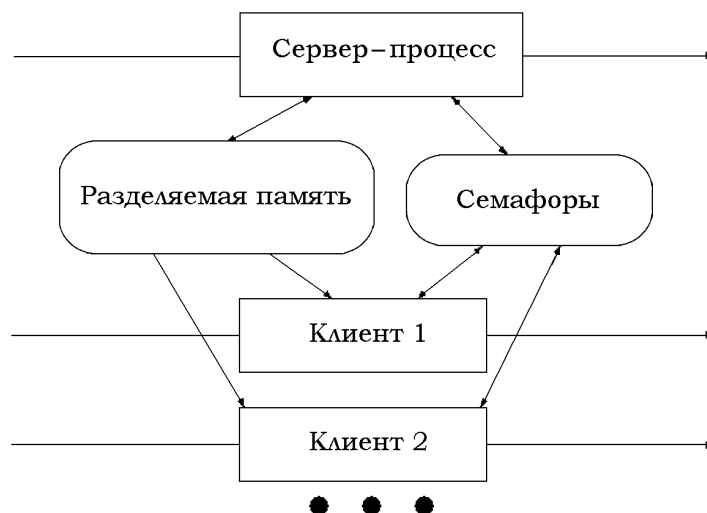 Сервер-процесс
Разделяемая память
Семафоры
Клиент 1
Клиент 2